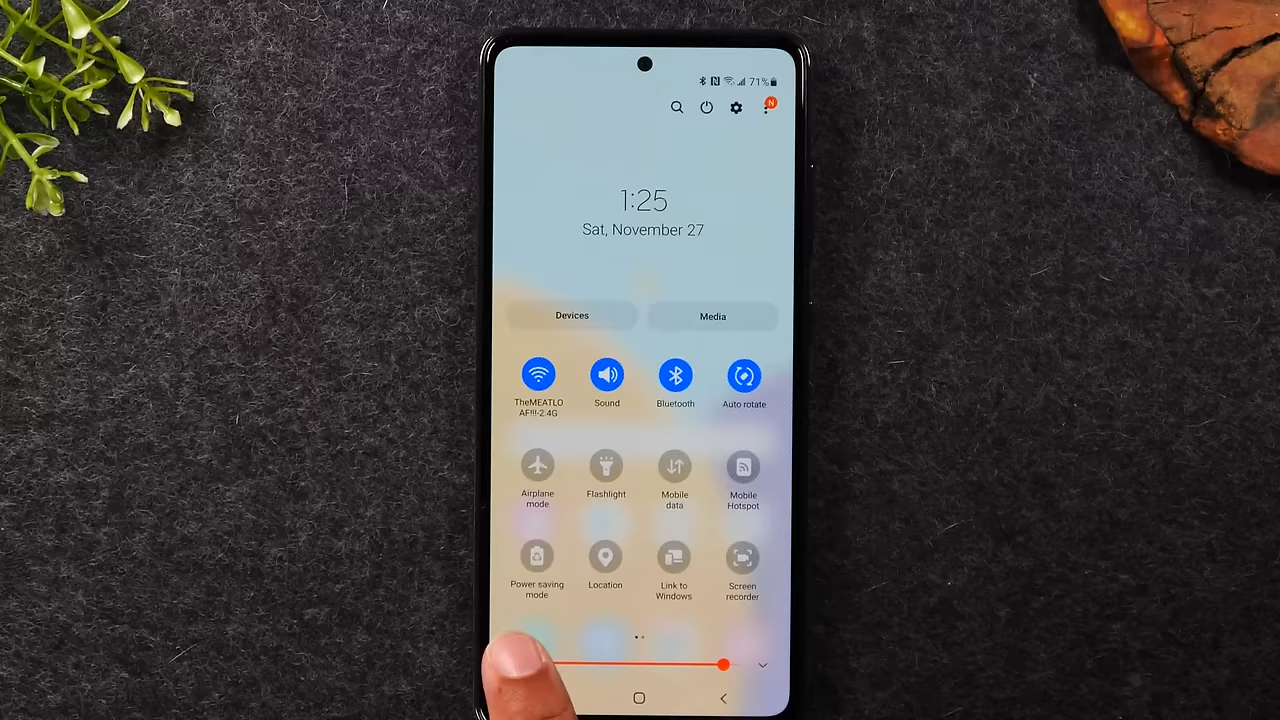 71%
N
1:25
Sat, November 27
Devices
Media
TheMEATLO
AF!!!-2.4G
Sound
Bluetooth
Auto rotate
Airplane
mode
Flashlight
Mobile
data
Mobile
Hotspot
Power saving
mode
Location
Link to
Windows
Screen
recorder